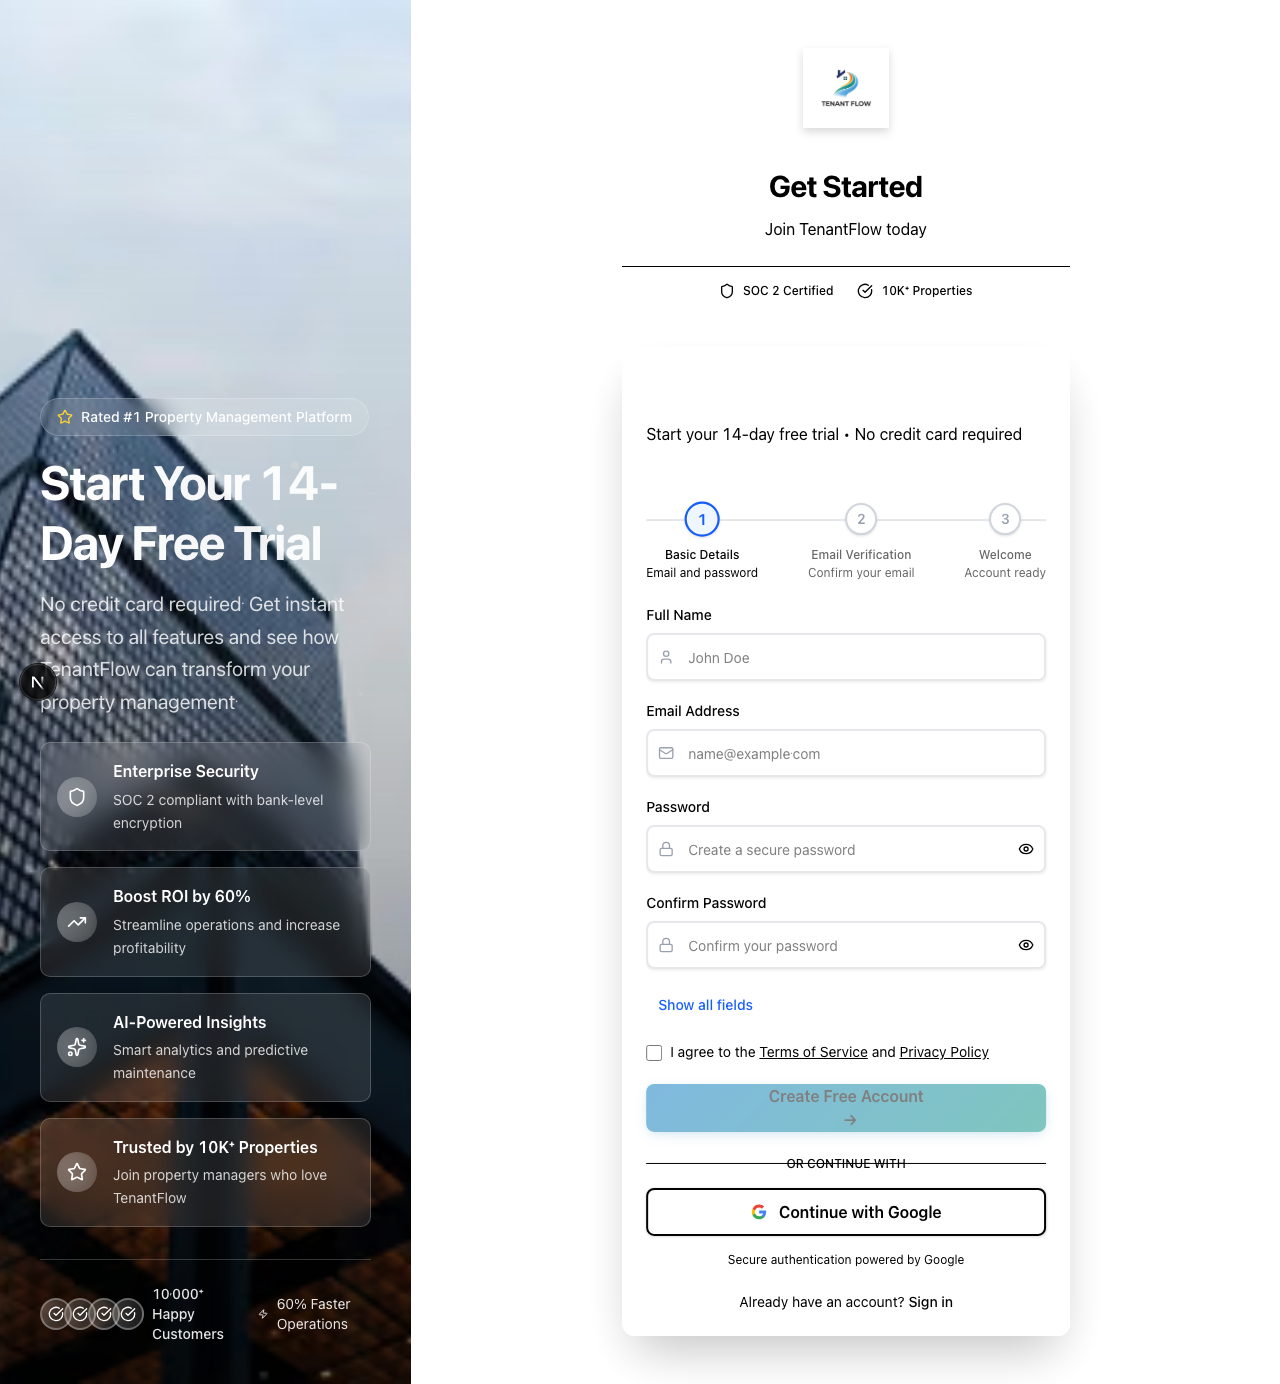 Rated #1 Property Management Platform
Start Your 14-
Day Free Trial
No credit card required· Get instant
access to all features and see how
TenantFlow can transform your
property management·
N
Enterprise Security
SOC 2 compliant with bank-level
encryption
Boost ROI by 60%
Streamline operations and increase
profitability
AI-Powered Insights
Smart analytics and predictive
maintenance
Trusted by 10K⁺ Properties
Join property managers who love
TenantFlow
10·000⁺
Happy
Customers
60% Faster
Operations
TENANT FLOW
Get Started
Join TenantFlow today
SOC 2 Certified
10K⁺ Properties
Start your 14-day free trial • No credit card required
1
2
3
Basic Details
Email and password
Email Verification
Confirm your email
Welcome
Account ready
Full Name
John Doe
Email Address
name@example·com
Password
Create a secure password
Confirm Password
Confirm your password
Show all fields
I agree to the Terms of Service and Privacy Policy
Create Free Account
→
OR CONTINUE WITH
Continue with Google
Secure authentication powered by Google
Already have an account? Sign in